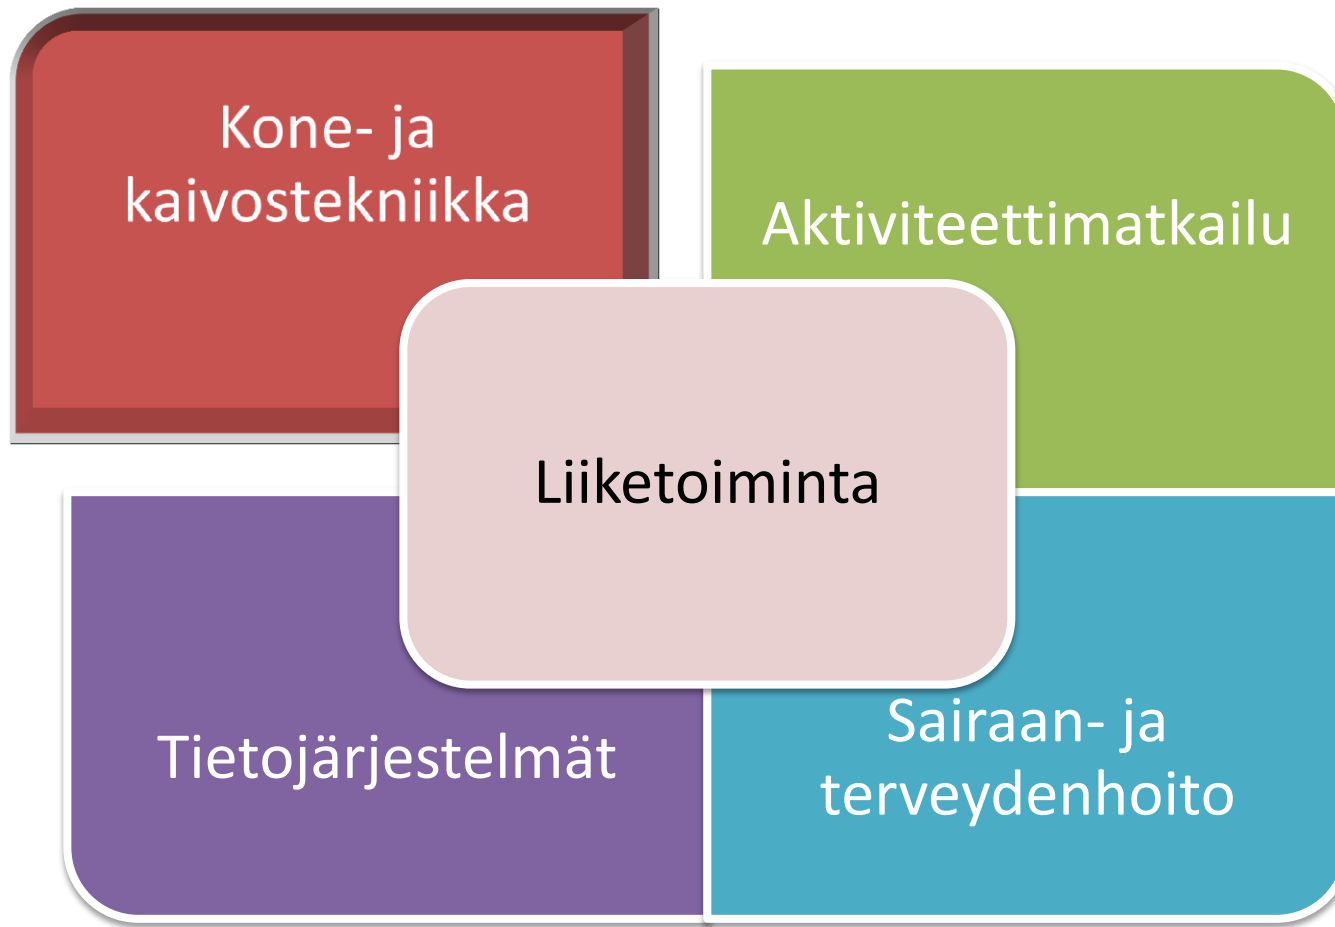 Kone- ja
kaivostekniikka
Aktiviteettimatkailu
Liiketoiminta
Tietojärjestelmät
Sairaan- ja
terveydenhoito